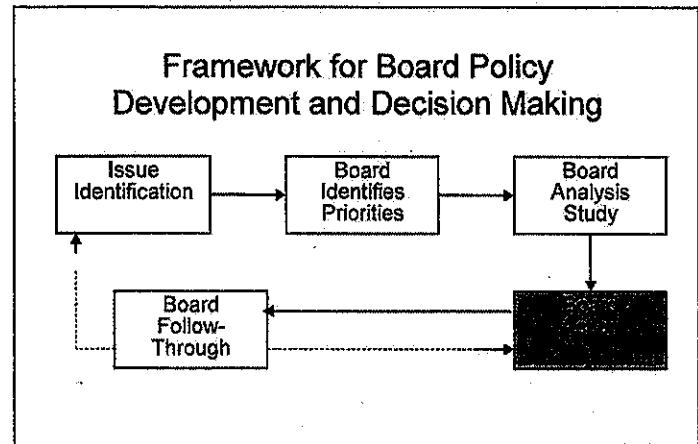 Framework for Board Policy
Development and Decision Making
Issue
Identification
Board
Identifies
Priorities
Board
Analysis
Study
Board
Follow-
Through